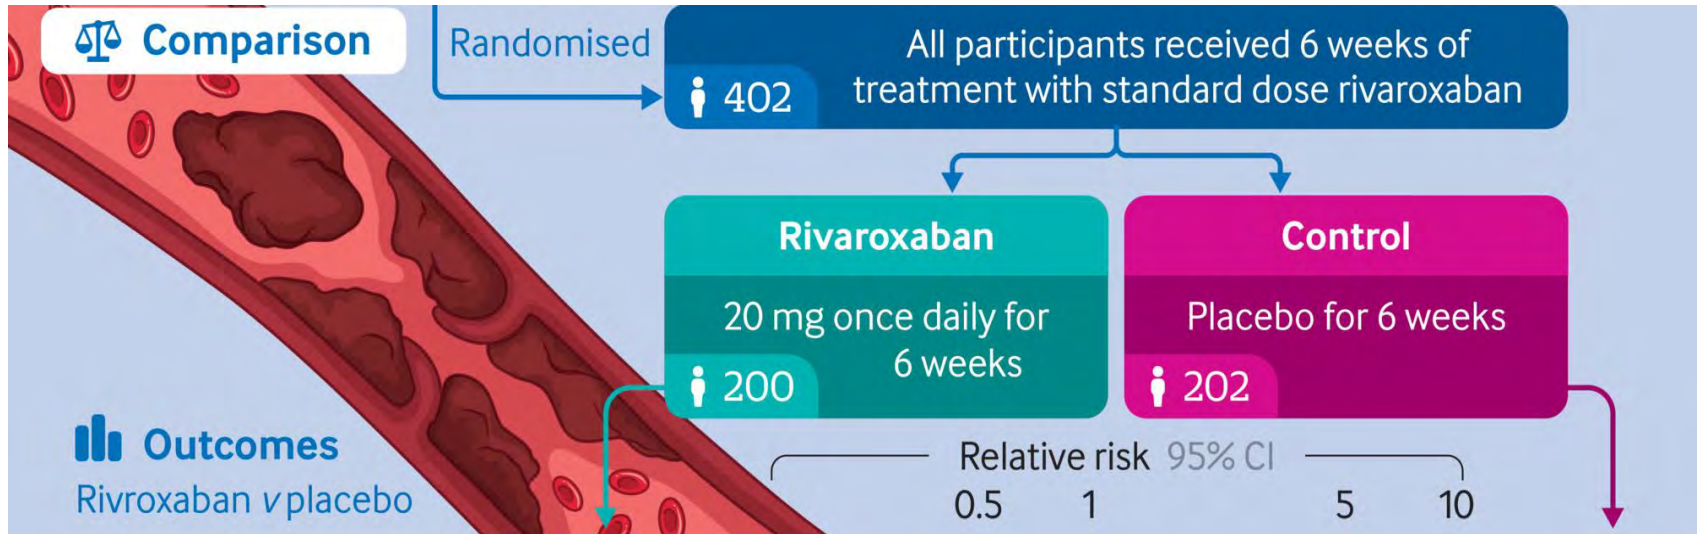 Comparison
Randomised
All participants received 6 weeks of
treatment with standard dose rivaroxaban
402
Rivaroxaban
20 mg once daily for
6 weeks
200
Control
Placebo for 6 weeks
202
Outcomes
Rivroxaban v placebo
Relative risk 95% CI
0.5 1 5 10